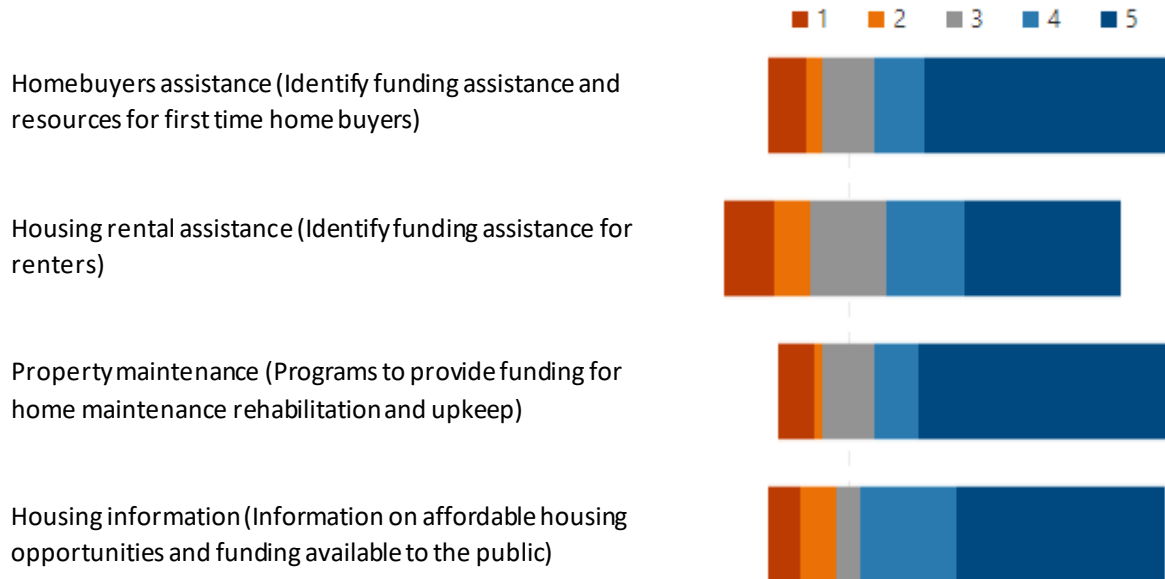 1 2 3 4 5
Homebuyers assistance (Identify funding assistance and
resources for first time home buyers)
Housing rental assistance (Identify funding assistance for
renters)
Property maintenance (Programs to provide funding for
home maintenance rehabilitation and upkeep)
Housing information (Information on affordable housing
opportunities and funding available to the public)